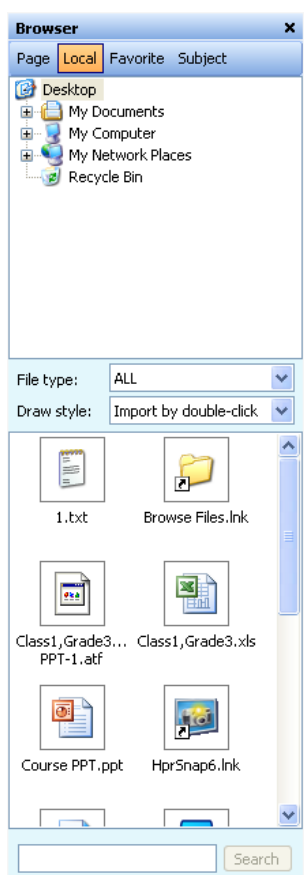 Browser
Page Local Favorite Subject
Desktop
My Documents
My Computer
My Network Places
Recycle Bin
File type: ALL
Draw style: Import by double-click
1.txt Browse Files.lnk
Class1,Grade3... Class1,Grade3.xls
PPT-1.atf
Course PPT.ppt HprSnap6.lnk
Search